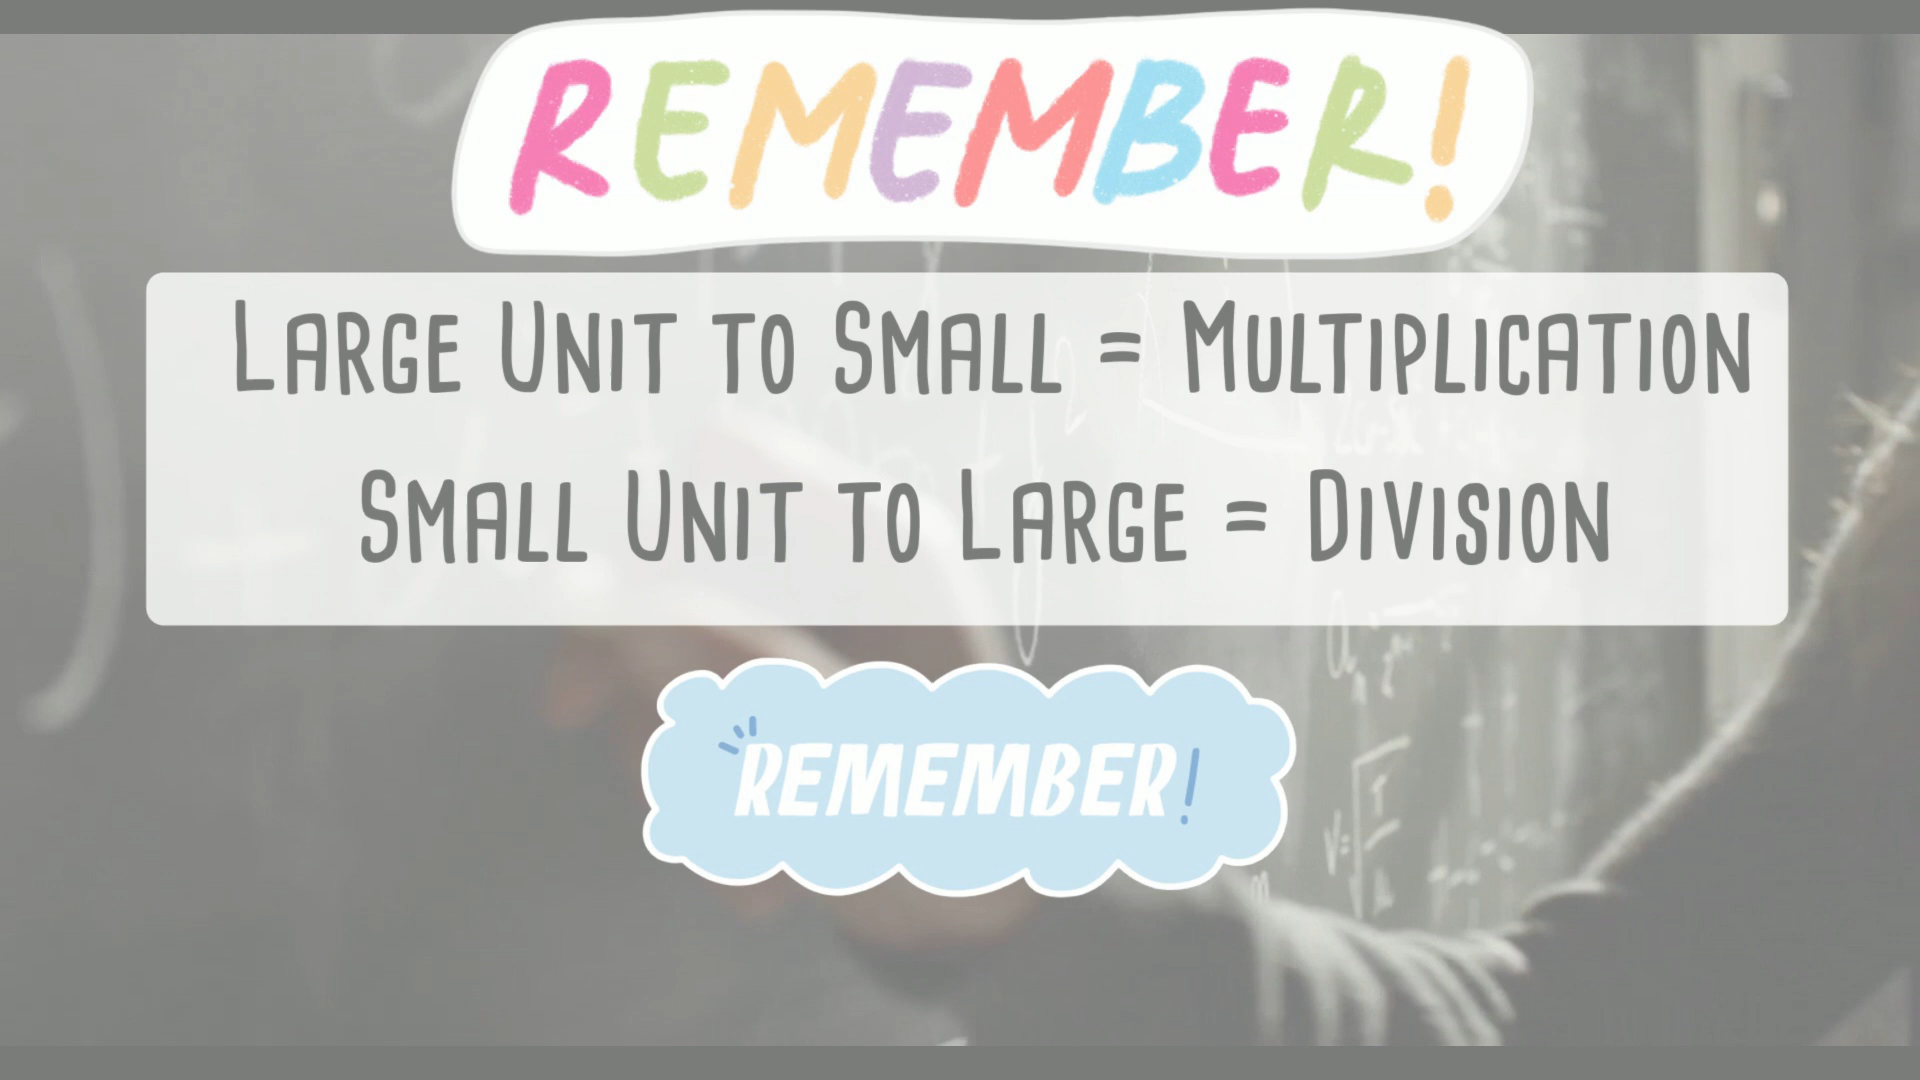 REMEMBER!
LARGE UNIT TO SMALL = MULTIPLICATION
SMALL UNIT TO LARGE = DIVISION
REMEMBER!